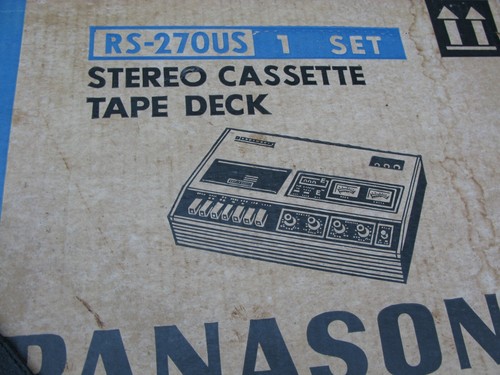 RS-270US 1 SET
STEREO CASSETTE
TAPE DECK
PANASON